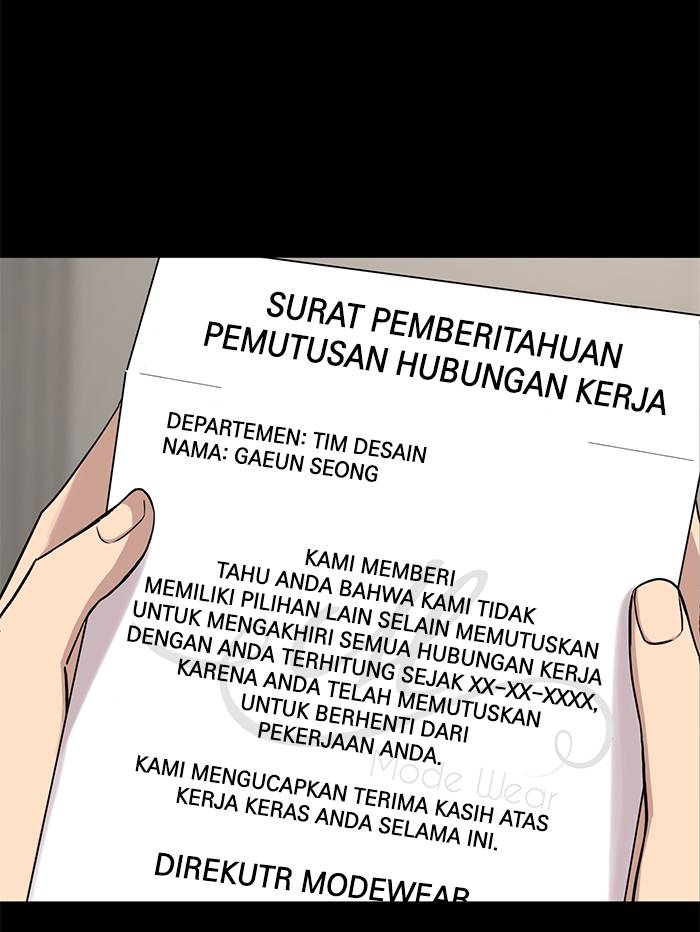 SURAT PEMBERITAHUAN
PEMUTUSAN HUBUNGAN KERJA
DEPARTEMEN: TIM DESAIN
NAMA: GAEUN SEONG
KAMI MEMBERI
TAHU ANDA BAHWA KAMI TIDAK
MEMILIKI PILIHAN LAIN SELAIN MEMUTUSKAN
UNTUK MENGAKHIRI SEMUA HUBUNGAN KERJA
DENGAN ANDA TERHITUNG SEJAK XX-XX-XXXX,
KARENA ANDA TELAH MEMUTUSKAN
UNTUK BERHENTI DARI
PEKERJAAN ANDA.
Mode Wear
KAMI MENGUCAPKAN TERIMA KASIH ATAS
KERJA KERAS ANDA SELAMA INI.
DIREKUTR MODEWEAR